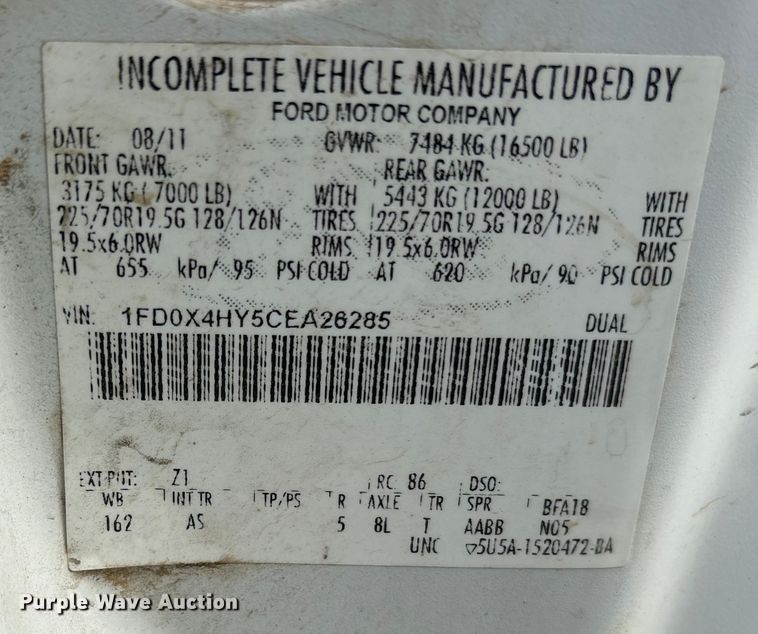 INCOMPLETE VEHICLE MANUFACTURED BY
FORD MOTOR COMPANY
DATE: 08/11 GVWR: 7484 KG (16500 LB)
FRONT GAWR: REAR GAWR:
3175 KG (7000 LB) WITH 5443 KG (12000 LB) WITH
225/70R19.5G 128/126N TIRES 225/70R19.5G 128/126N TIRES
19.5x6.0RW RIMS 19.5x6.0RW RIMS
AT 655 kPa/ 95 PSI COLD AT 620 kPa/ 90 PSI COLD
VIN: 1FD0X4HY5CEA26285 DUAL
EXT PNT: Z1 RC: 86 DSO:
WB INT TR TP/PS R AXLE TR SPR BFA18
162 AS 5 8L T AABB N05
UNC 5U5A-1520472-BA
Purple Wave Auction